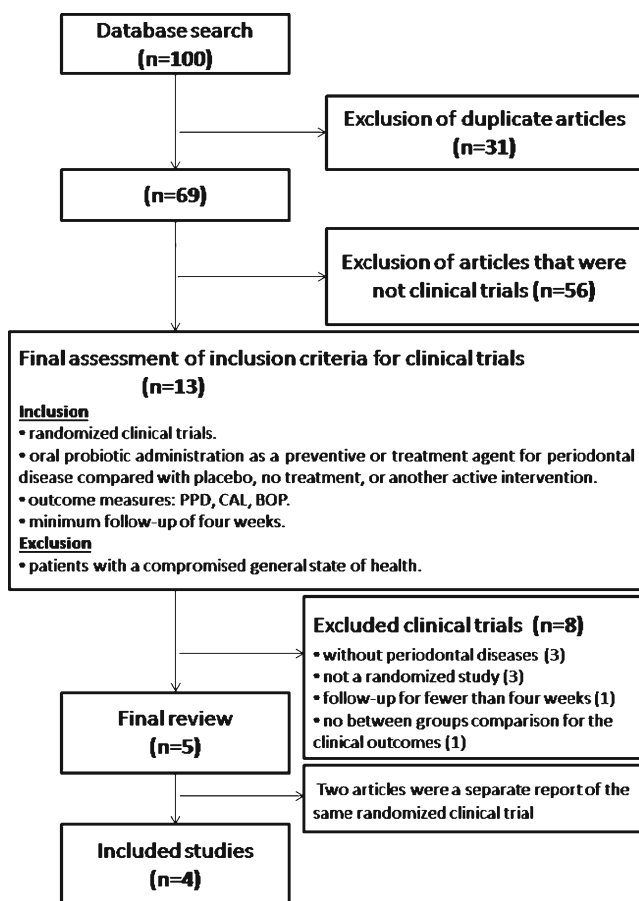 Database search
(n=100)
Exclusion of duplicate articles
(n=31)
(n=69)
Exclusion of articles that were
not clinical trials (n=56)
Final assessment of inclusion criteria for clinical trials
(n=13)
Inclusion
• randomized clinical trials.
• oral probiotic administration as a preventive or treatment agent for periodontal
disease compared with placebo, no treatment, or another active intervention.
• outcome measures: PPD, CAL, BOP.
• minimum follow-up of four weeks.
Exclusion
• patients with a compromised general state of health.
Excluded clinical trials (n=8)
• without periodontal diseases (3)
• not a randomized study (3)
• follow-up for fewer than four weeks (1)
• no between groups comparison for the
clinical outcomes (1)
Final review
(n=5)
Two articles were a separate report of the
same randomized clinical trial
Included studies
(n=4)